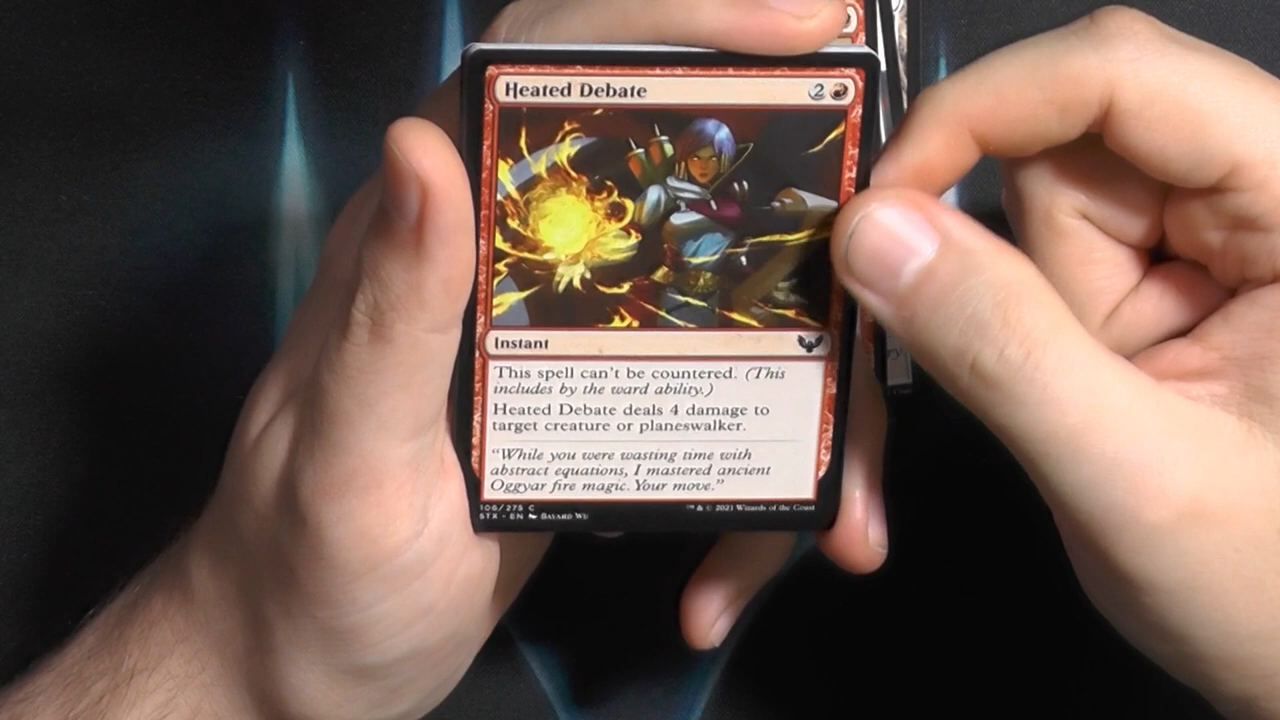 Heated Debate 2
Instant
This spell can't be countered. (This
includes by the ward ability.)
Heated Debate deals 4 damage to
target creature or planeswalker.
"While you were wasting time with
abstract equations, I mastered ancient
Oggyar fire magic. Your move."
106/275 C
STX • EN Bayard Wu
™ & © 2021 Wizards of the Coast